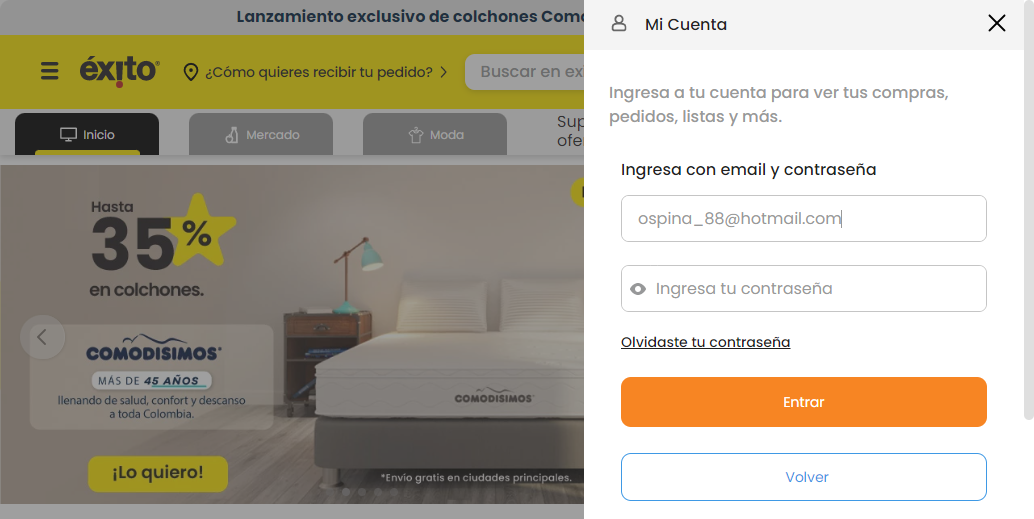 Lanzamiento exclusivo de colchones Como
éxito
¿Cómo quieres recibir tu pedido?
Buscar en ex
Inicio
Mercado
Moda
Sup
ofe
Hasta
35%
en colchones.
COMODISIMOS
MÁS DE 45 AÑOS
llenando de salud, confort y descanso
a toda Colombia.
¡Lo quiero!
COMODISIMOS
*Envío gratis en ciudades principales.
Mi Cuenta
Ingresa a tu cuenta para ver tus compras,
pedidos, listas y más.
Ingresa con email y contraseña
ospina_88@hotmail.com
Ingresa tu contraseña
Olvidaste tu contraseña
Entrar
Volver